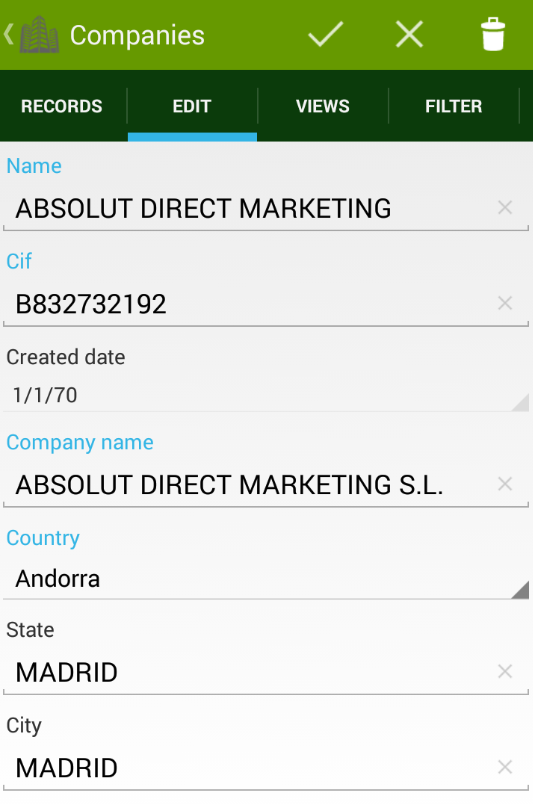 Companies
RECORDS EDIT VIEWS FILTER
Name
ABSOLUT DIRECT MARKETING
Cif
B832732192
Created date
1/1/70
Company name
ABSOLUT DIRECT MARKETING S.L.
Country
Andorra
State
MADRID
City
MADRID